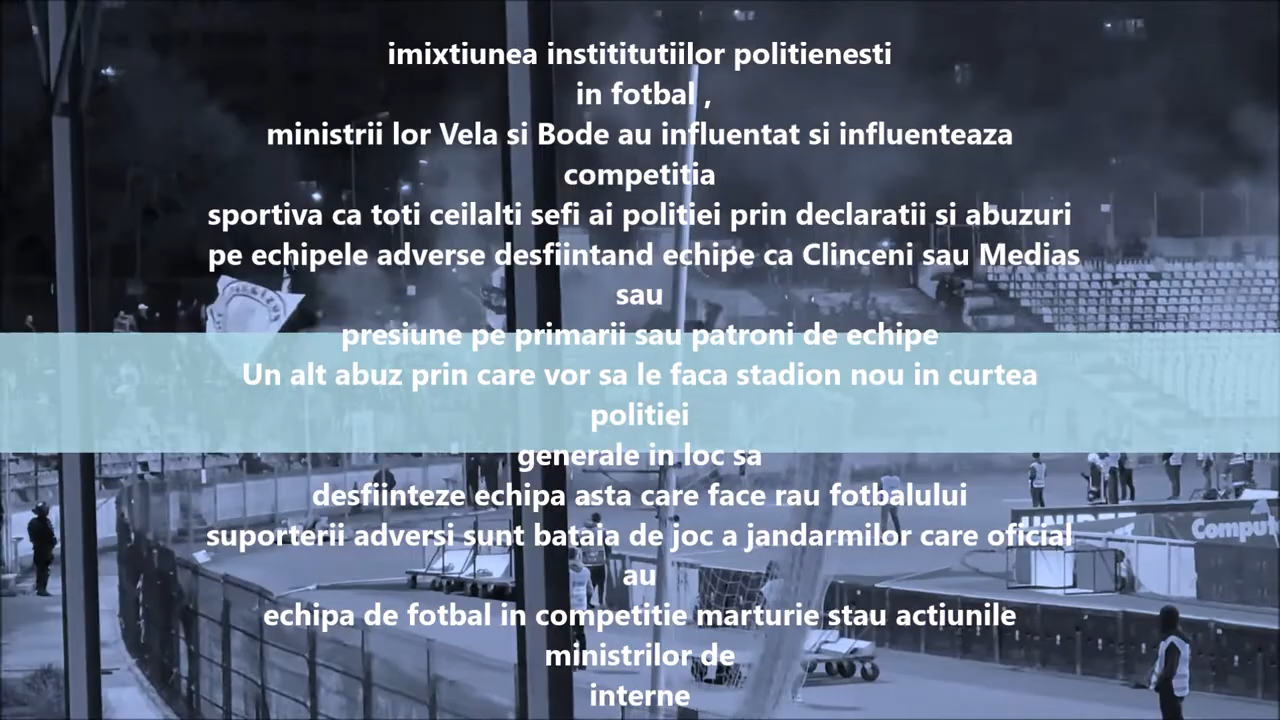 imixtiunea instititutiilor politienesti
in fotbal ,
ministrii lor Vela si Bode au influentat si influenteaza
competitia
sportiva ca toti ceilalti sefi ai politiei prin declaratii si abuzuri
pe echipele adverse desfiintand echipe ca Clinceni sau Medias
sau
presiune pe primarii sau patroni de echipe
Un alt abuz prin care vor sa le faca stadion nou in curtea
politiei
generale in loc sa
desfiinteze echipa asta care face rau fotbalului
suporterii adversi sunt bataia de joc a jandarmilor care oficial
au
echipa de fotbal in competitie marturie stau actiunile
ministrilor de
interne